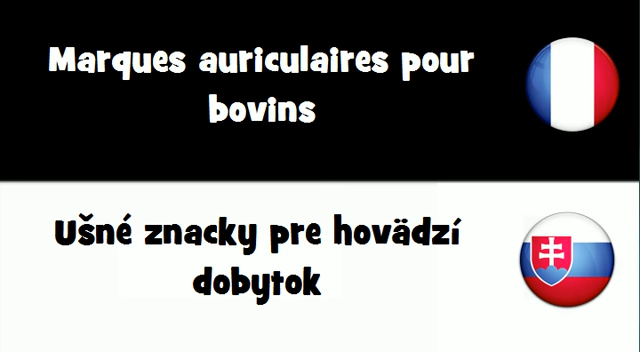 Marques auriculaires pour
bovins
Ušné znacky pre hovädzí
dobytok